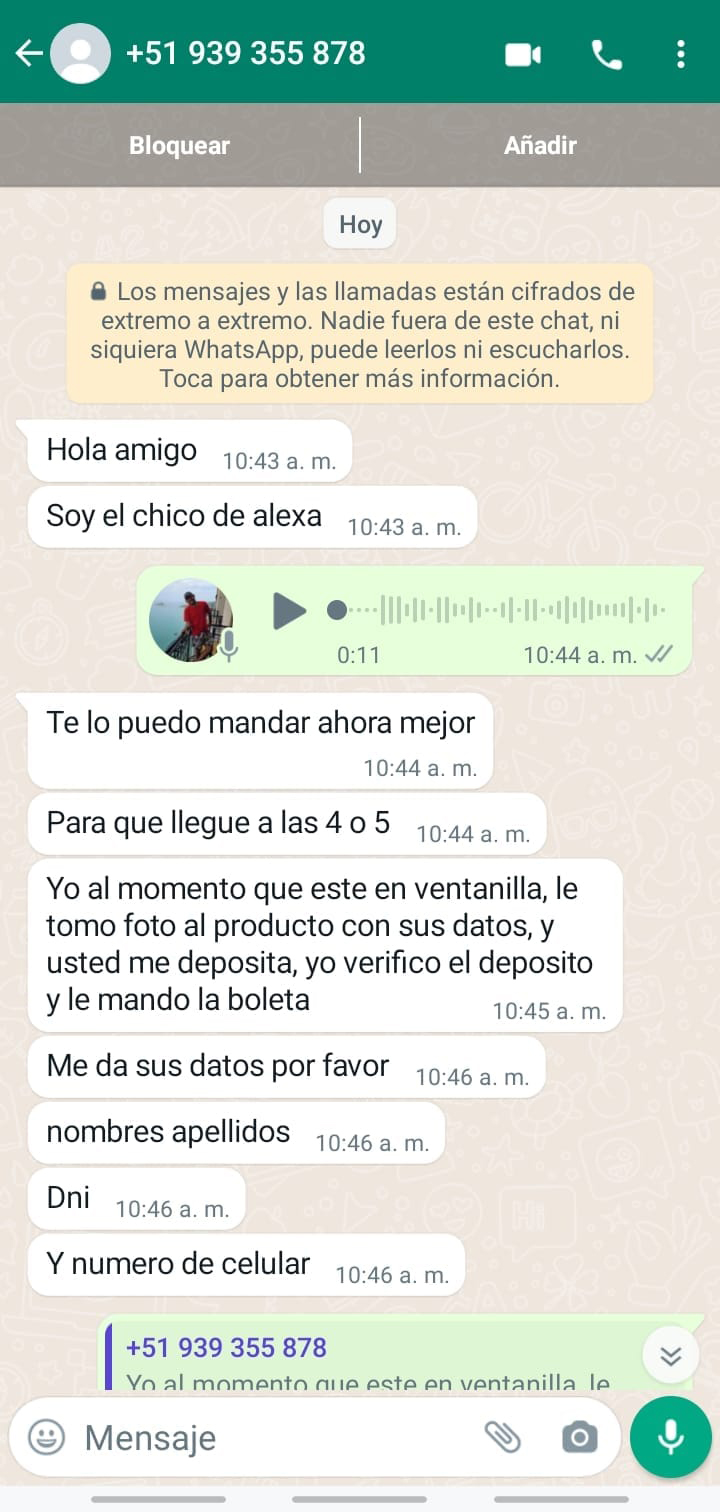 +51 939 355 878
Bloquear
Añadir
Hoy
Los mensajes y las llamadas están cifrados de
extremo a extremo. Nadie fuera de este chat, ni
siquiera WhatsApp, puede leerlos ni escucharlos.
Toca para obtener más información.
Hola amigo 10:43 a. m.
Soy el chico de alexa 10:43 a. m.
0:11 10:44 a. m.
Te lo puedo mandar ahora mejor
10:44 a. m.
Para que llegue a las 4 o 5 10:44 a. m.
Yo al momento que este en ventanilla, le
tomo foto al producto con sus datos, y
usted me deposita, yo verifico el deposito
y le mando la boleta 10:45 a. m.
Me da sus datos por favor 10:46 a. m.
nombres apellidos 10:46 a. m.
Dni 10:46 a. m.
Y numero de celular 10:46 a. m.
+51 939 355 878
Yo al momento que este en ventanilla, le
Mensaje